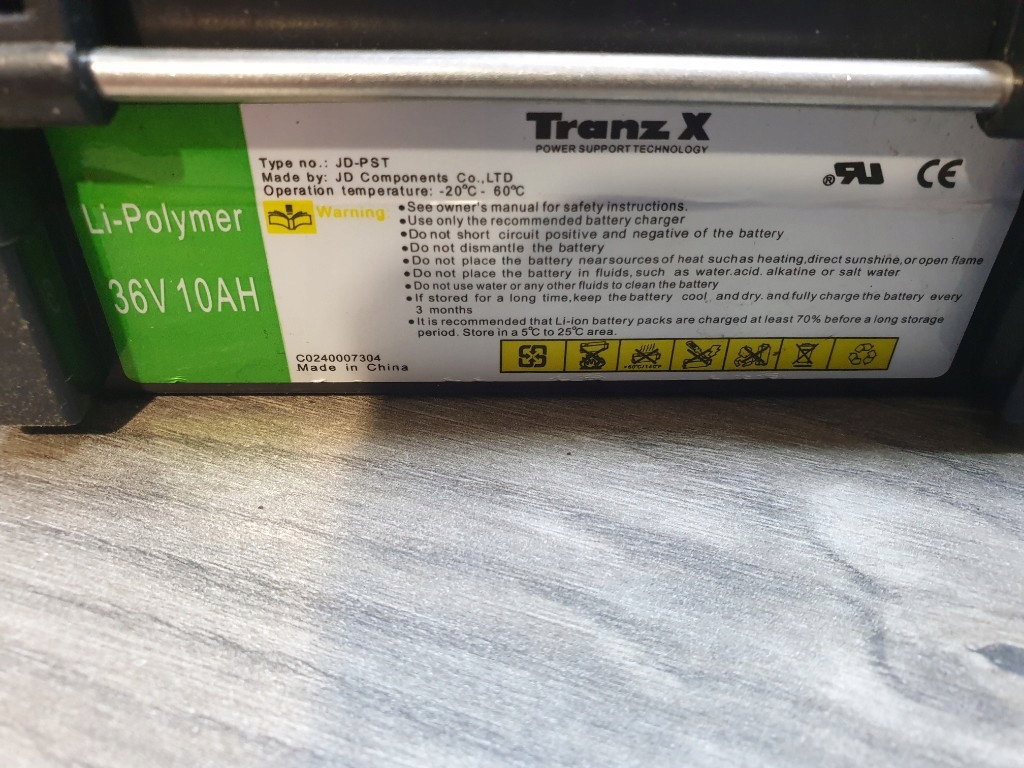 Tranz X
POWER SUPPORT TECHNOLOGY
Type no.: JD-PST
Made by: JD Components Co.,LTD
Operation temperature: -20℃ - 60℃
® RU CE
Li-Polymer
36V 10AH
Warning:
•See owner's manual for safety instructions.
•Use only the recommended battery charger
•Do not short circuit positive and negative of the battery
•Do not dismantle the battery
•Do not place the battery near sources of heat such as heating, direct sunshine, or open flame
•Do not place the battery in fluids, such as water. acid. alkatine or salt water
•Do not use water or any other fluids to clean the battery
•If stored for a long time, keep the battery cool and dry. and fully charge the battery every
3 months
•It is recommended that Li-ion battery packs are charged at least 70% before a long storage
period. Store in a 5℃ to 25℃ area.
C0240007304
Made in China